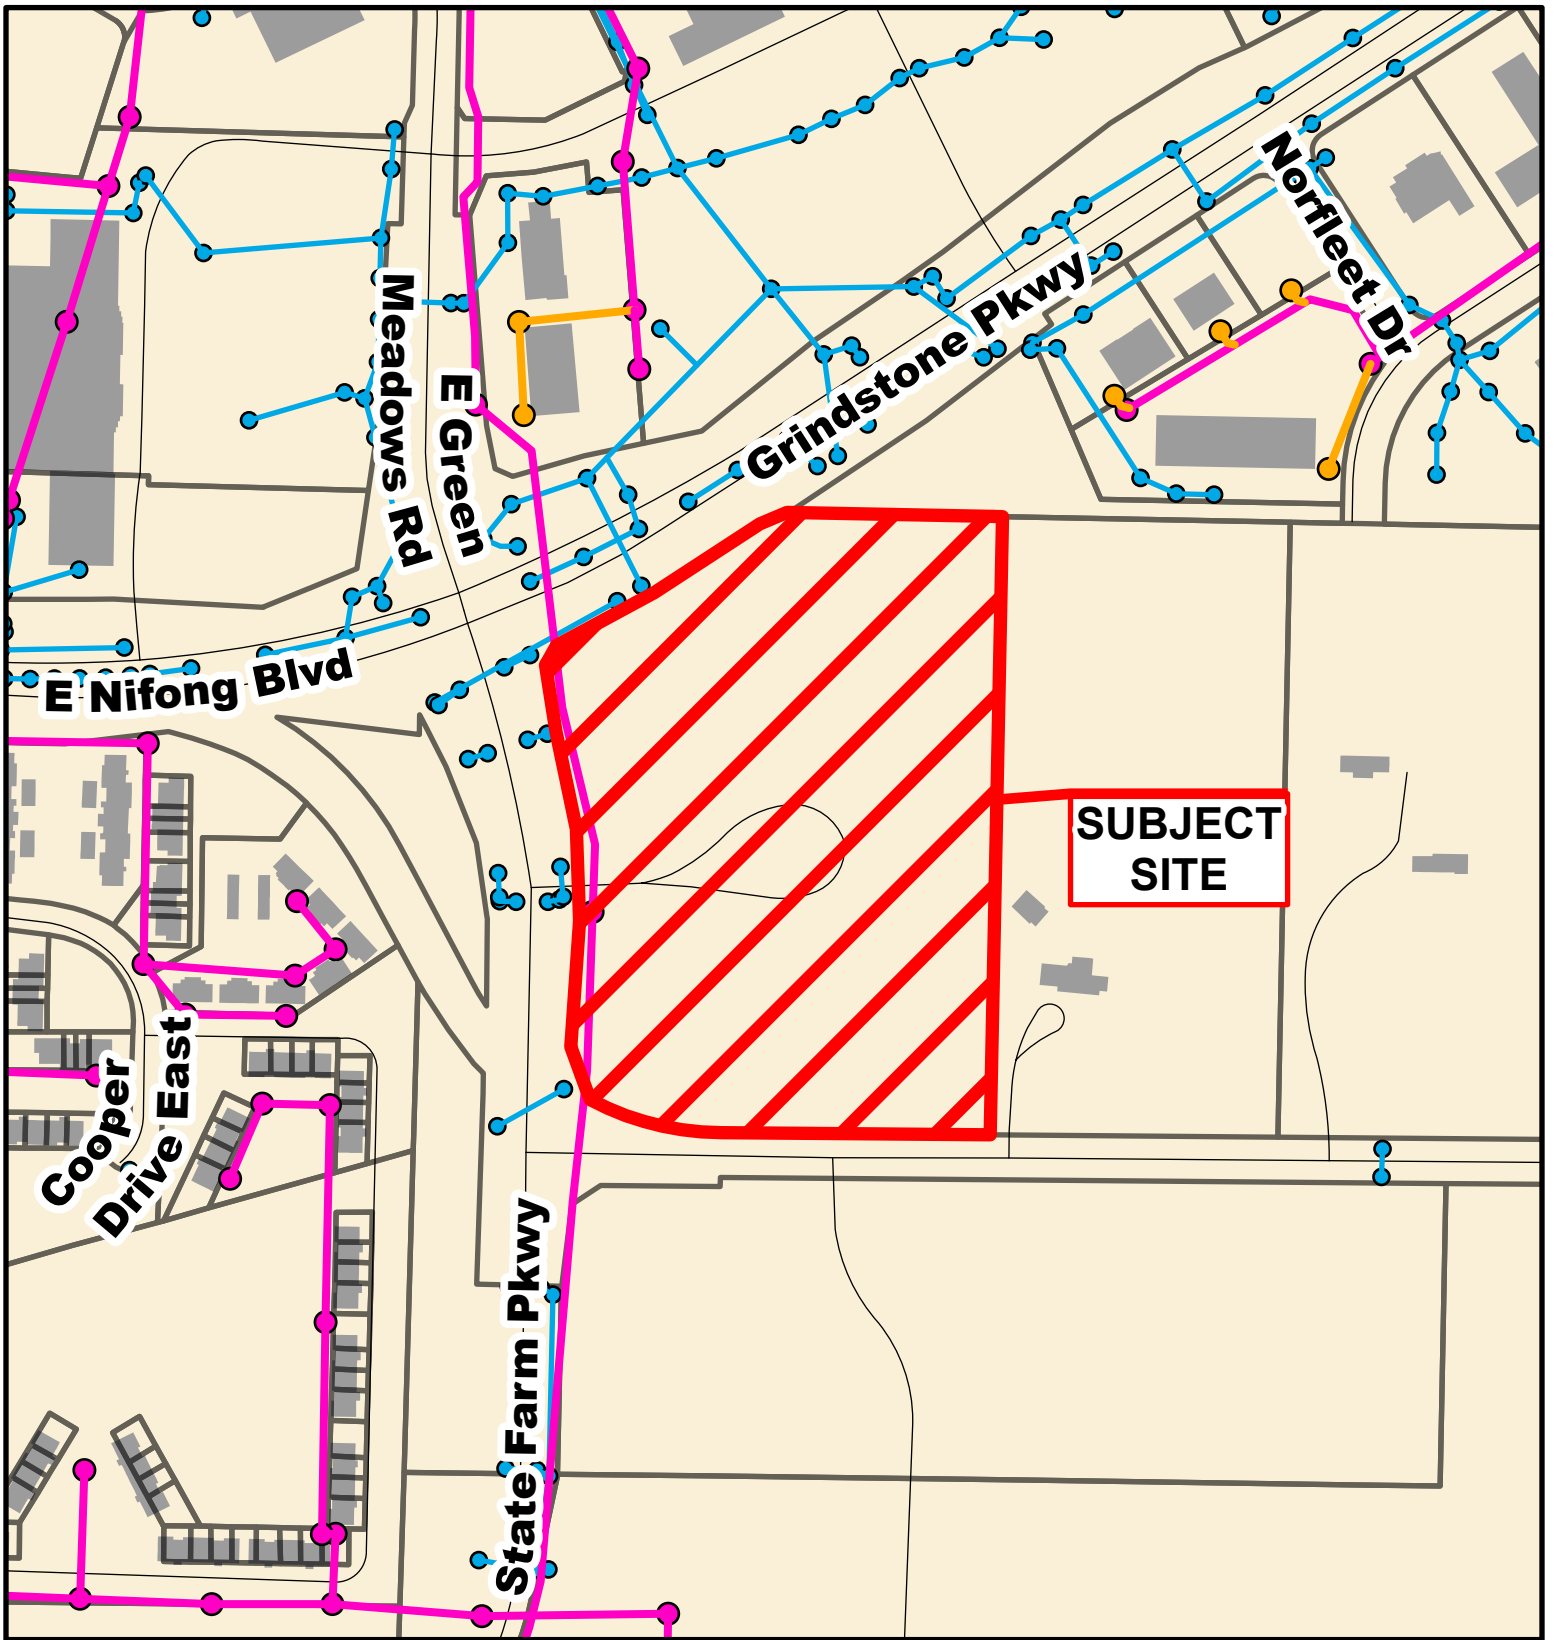 Norfleet Dr
Grindstone Pkwy
Meadows Rd
E Green
E Nifong Blvd
SUBJECT
SITE
Cooper
Drive East
State Farm Pkwy